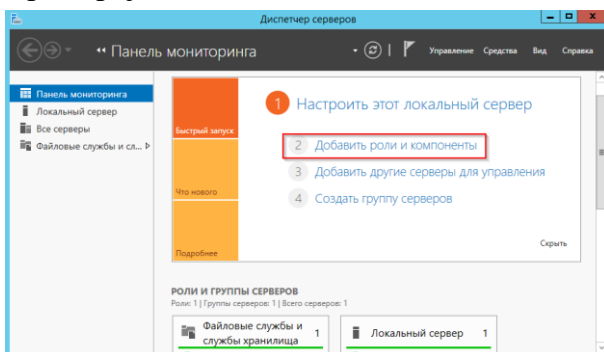 Диспетчер серверов
Панель мониторинга
Управление Средства Вид Справка
Панель мониторинга
Локальный сервер
Все серверы
Файловые службы и сл...
Быстрый запуск
Что нового
Подробнее
1 Настроить этот локальный сервер
2 Добавить роли и компоненты
3 Добавить другие серверы для управления
4 Создать группу серверов
Скрыть
РОЛИ И ГРУППЫ СЕРВЕРОВ
Роли: 1 | Группы серверов: 1 | Всего серверов: 1
Файловые службы и
службы хранилища 1
Локальный сервер 1